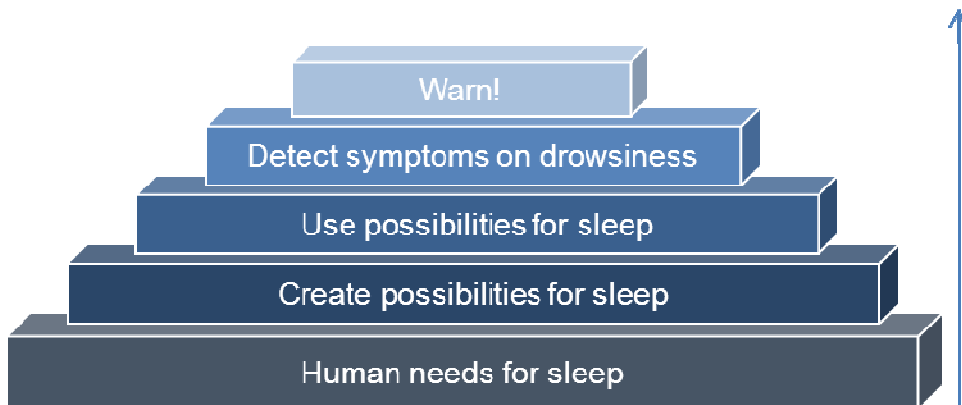 Warn!
Detect symptoms on drowsiness
Use possibilities for sleep
Create possibilities for sleep
Human needs for sleep